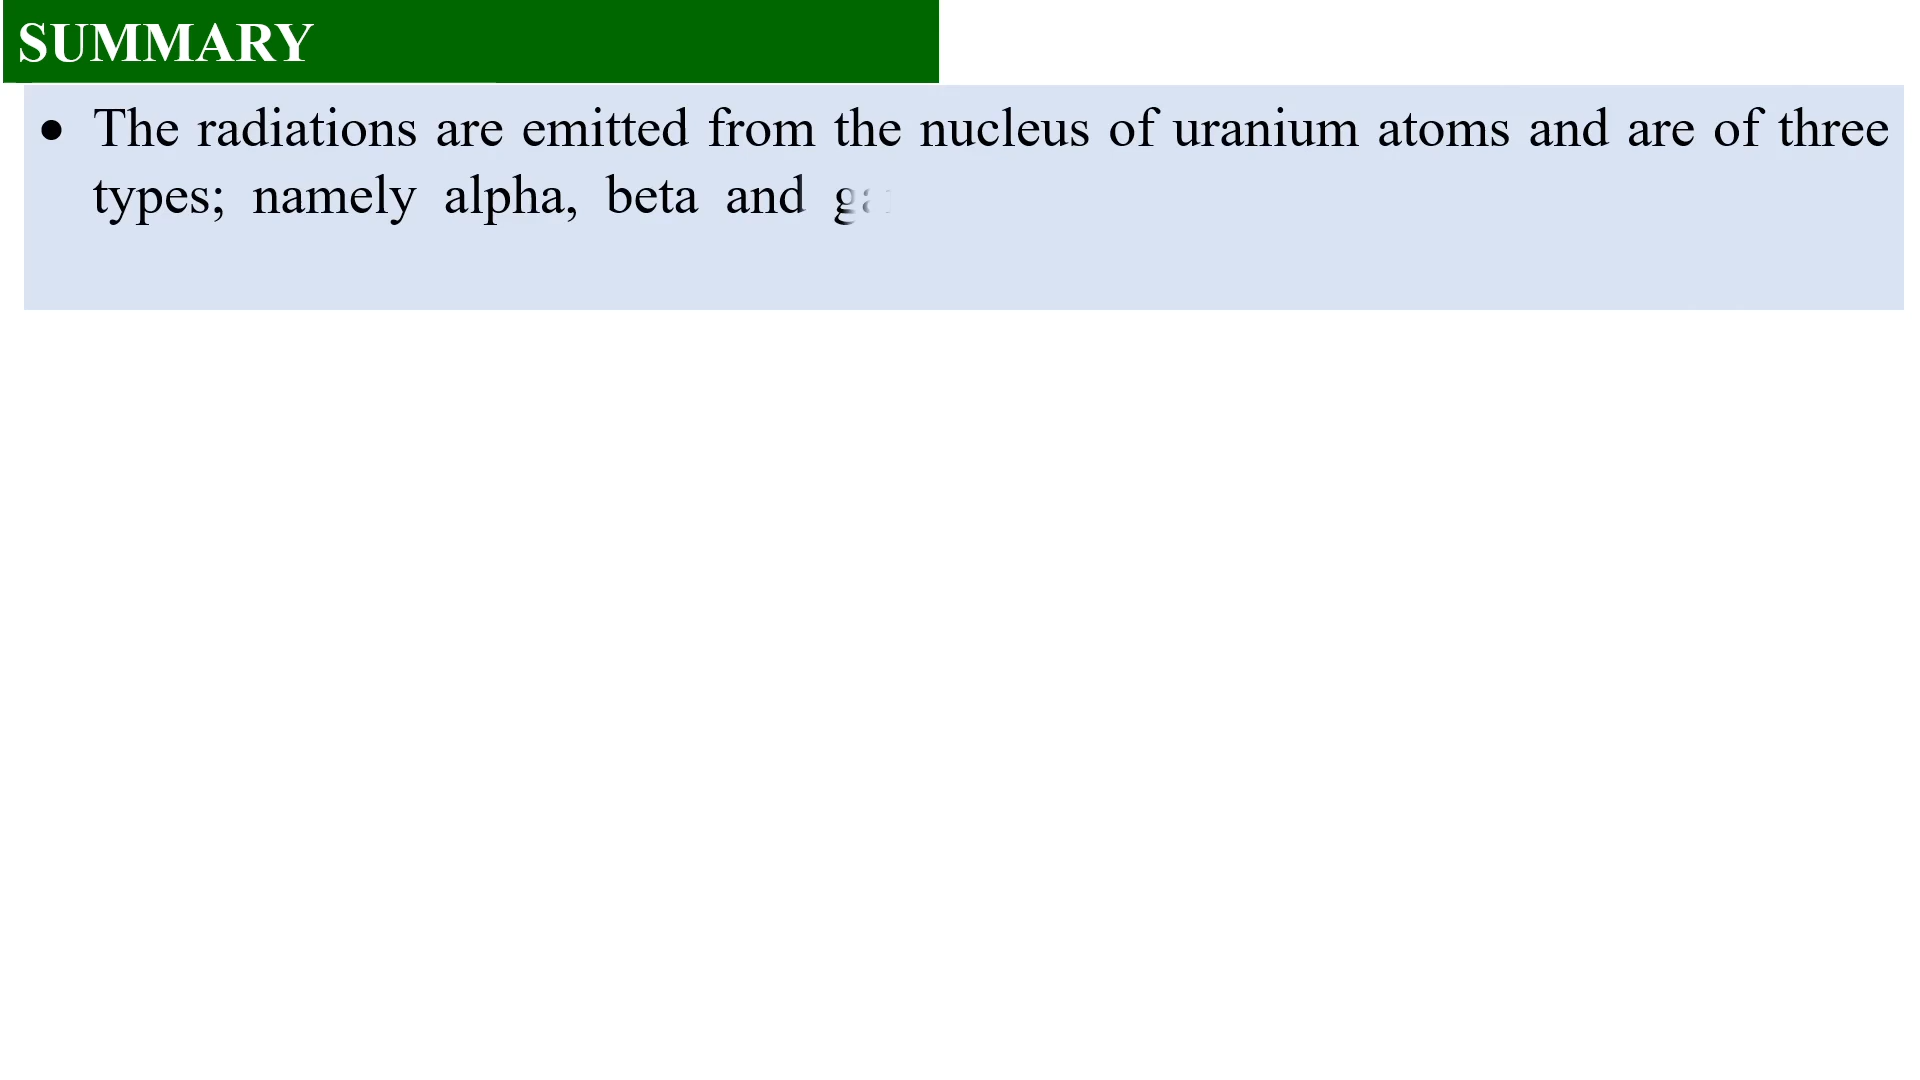 SUMMARY
• The radiations are emitted from the nucleus of uranium atoms and are of three
types; namely alpha, beta and